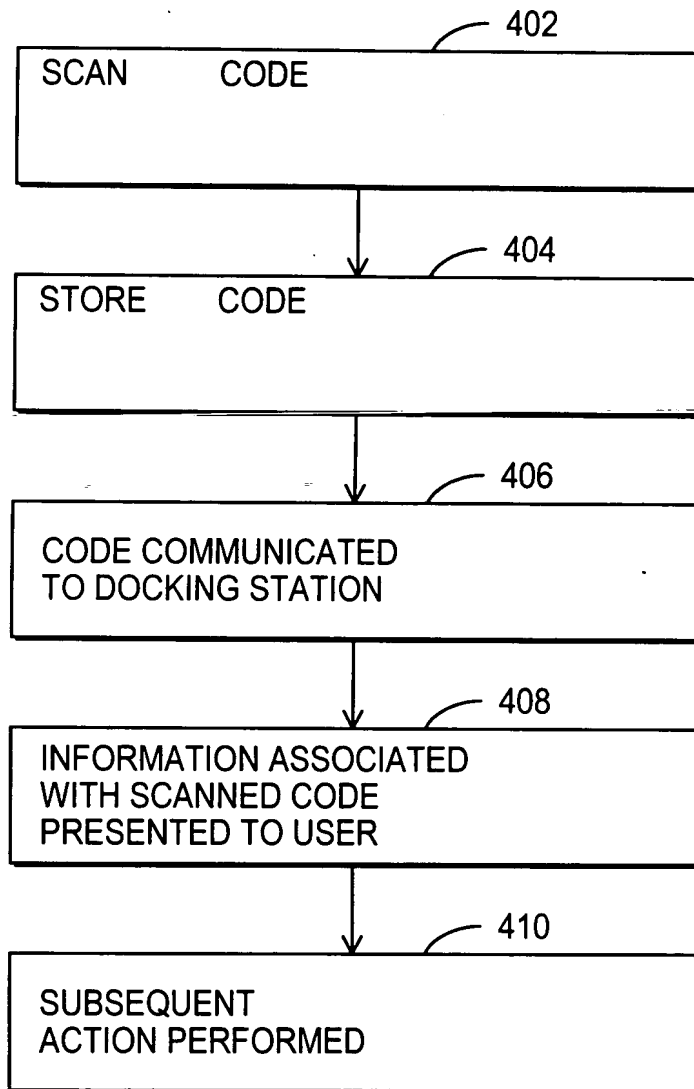 402
SCAN CODE
404
STORE CODE
406
CODE COMMUNICATED
TO DOCKING STATION
408
INFORMATION ASSOCIATED
WITH SCANNED CODE
PRESENTED TO USER
410
SUBSEQUENT
ACTION PERFORMED